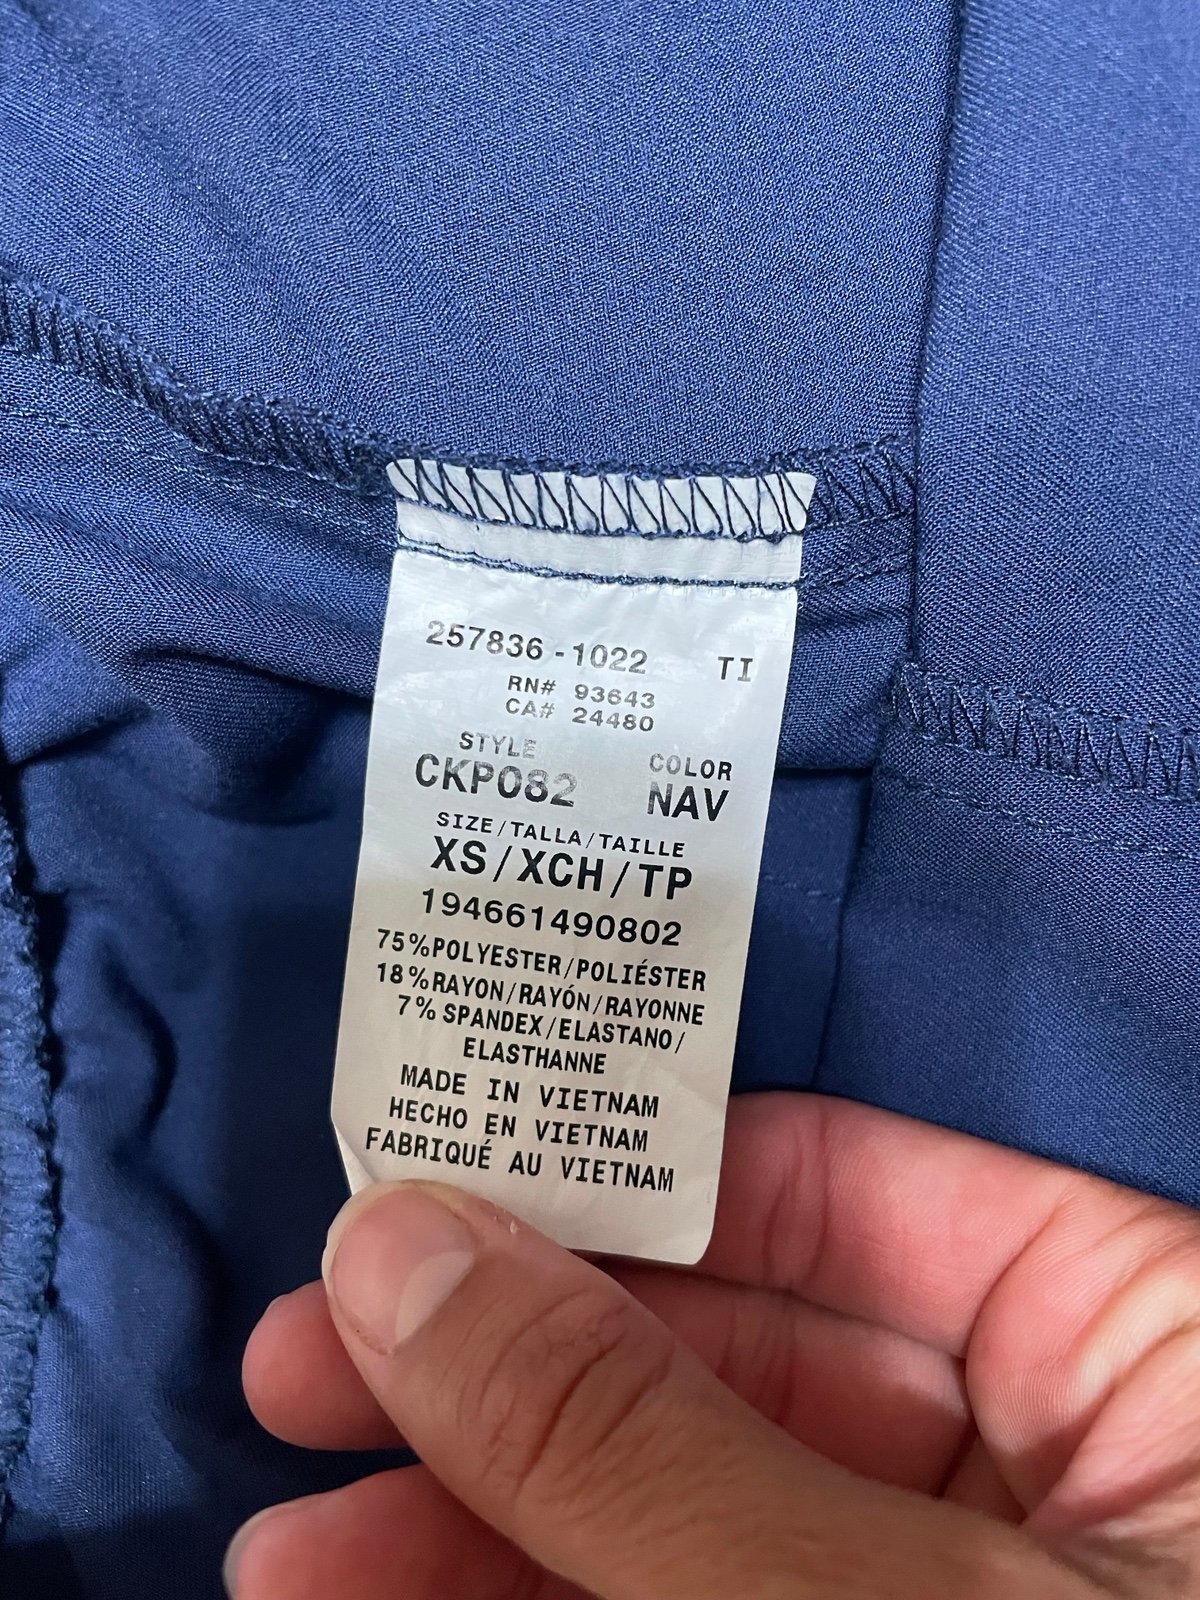 257836-1022 TI
RN# 93643
CA# 24480
STYLE COLOR
CKP082 NAV
SIZE/TALLA/TAILLE
XS/XCH/TP
194661490802
75%POLYESTER/POLIÉSTER
18%RAYON/RAYÓN/RAYONNE
7% SPANDEX/ELASTANO/
ELASTHANNE
MADE IN VIETNAM
HECHO EN VIETNAM
FABRIQUÉ AU VIETNAM